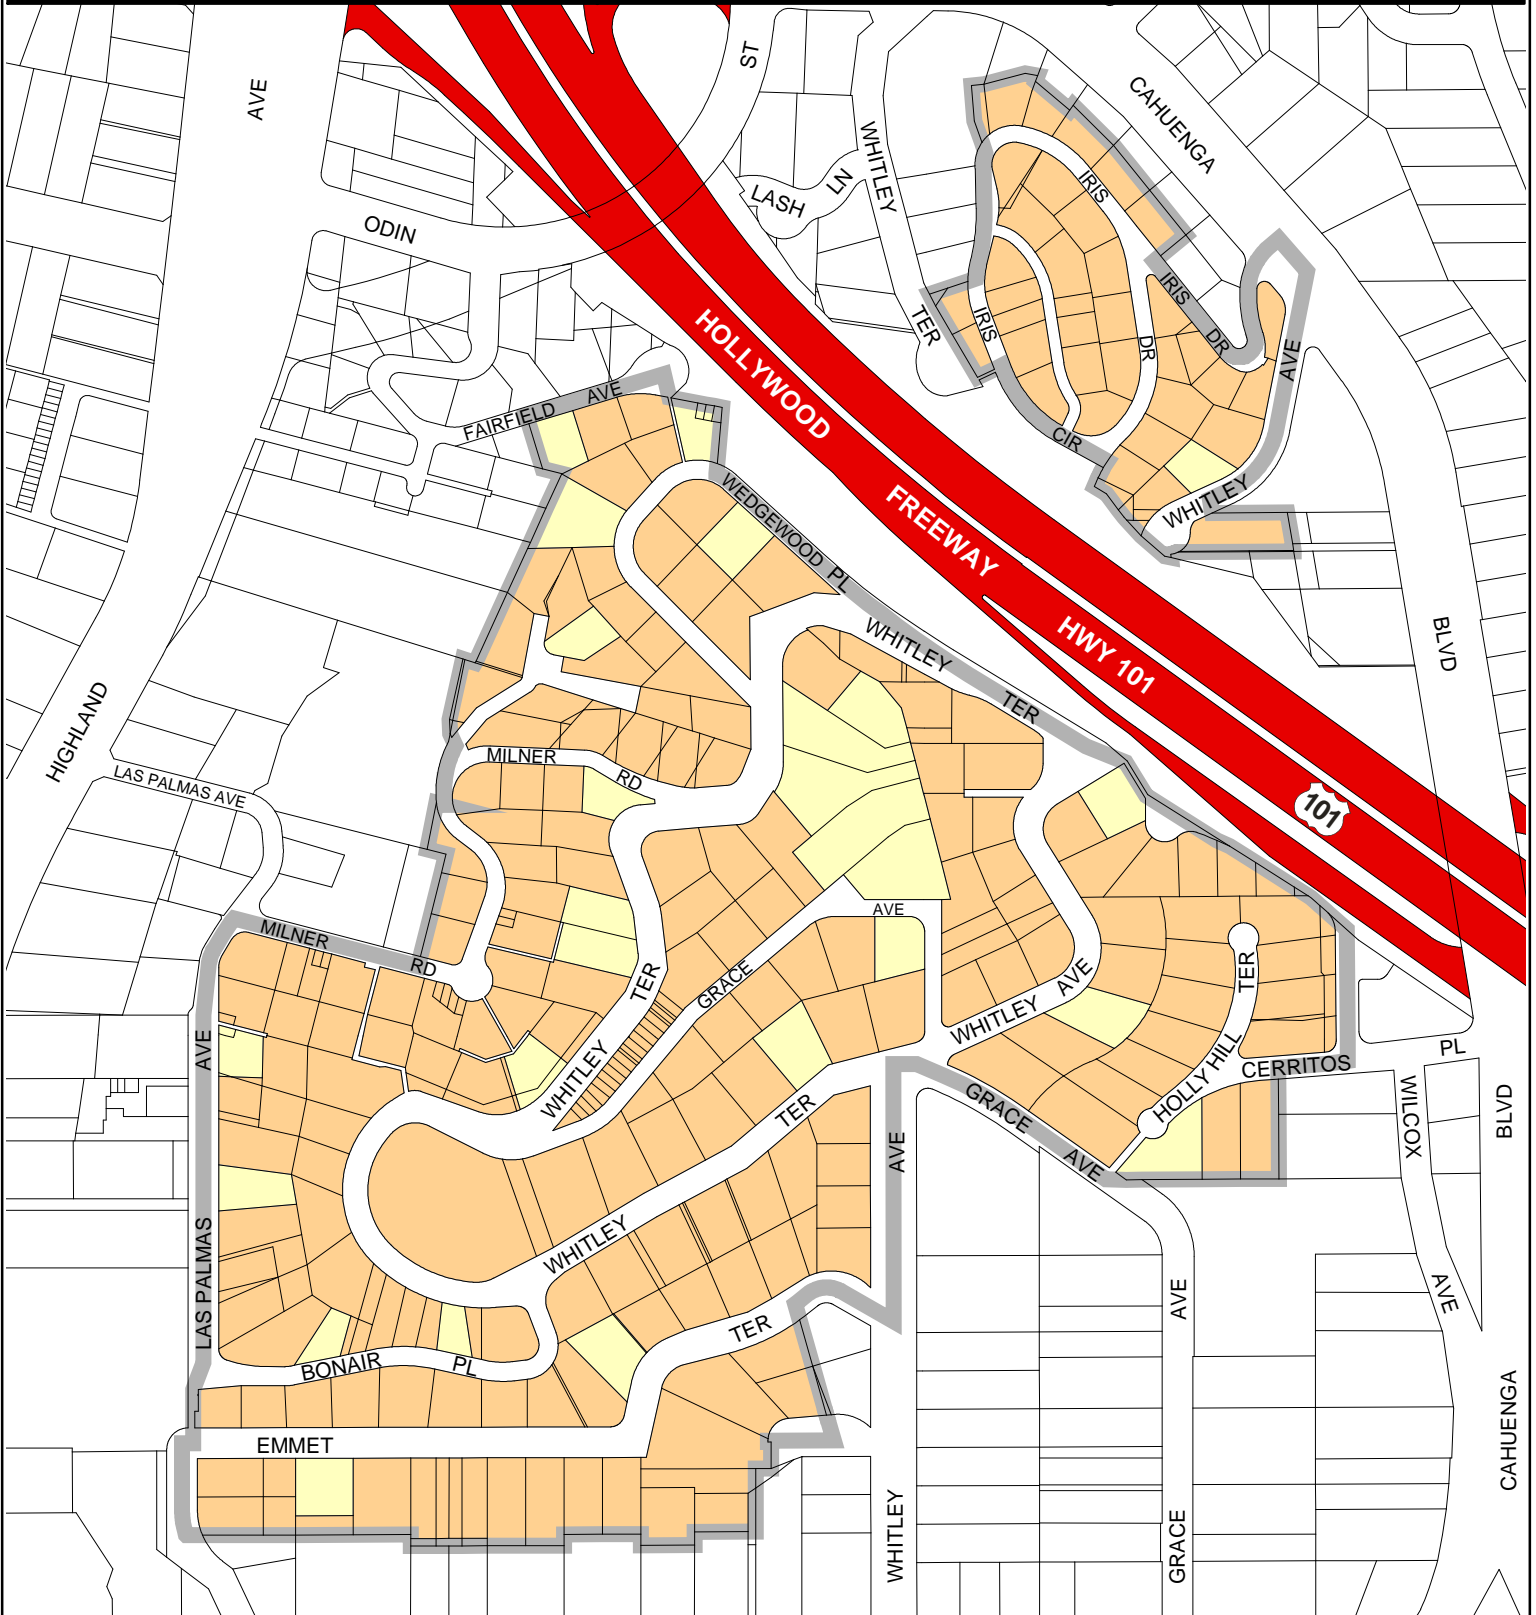 AVE
ST
CAHUENGA
WHITLEY
LASH
LN
IRIS
ODIN
IRIS
DR
TER
IRIS
DR
AVE
HOLLYWOOD
FAIRFIELD
AVE
CIR
WEDGEWOOD PL
FREEWAY
WHITLEY
HWY 101
WHITLEY
TER
BLVD
HIGHLAND
MILNER
RD
LAS PALMAS AVE
101
AVE
MILNER
RD
GRACE
TER
WHITLEY
AVE
TER
AVE
WHITLEY
HOLLY HILL
CERRITOS
PL
TER
GRACE
AVE
AVE
WILCOX
BLVD
WHITLEY
LAS PALMAS
AVE
AVE
TER
BONAIR
PL
EMMET
CAHUENGA
WHITLEY
GRACE